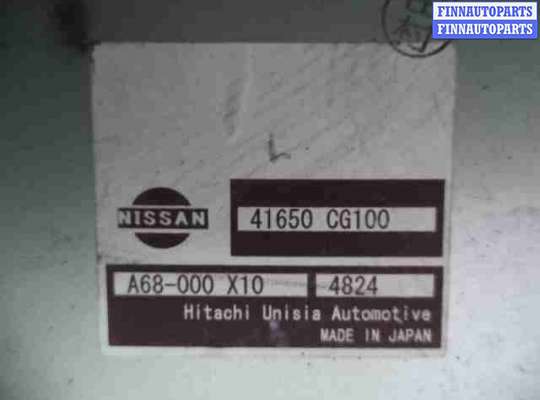 FINNAUTOPARTS
FINNAUTOPARTS
L
NISSAN
41650 CG100
A68-000 X10
4824
Hitachi Unisia Automotive
MADE IN JAPAN